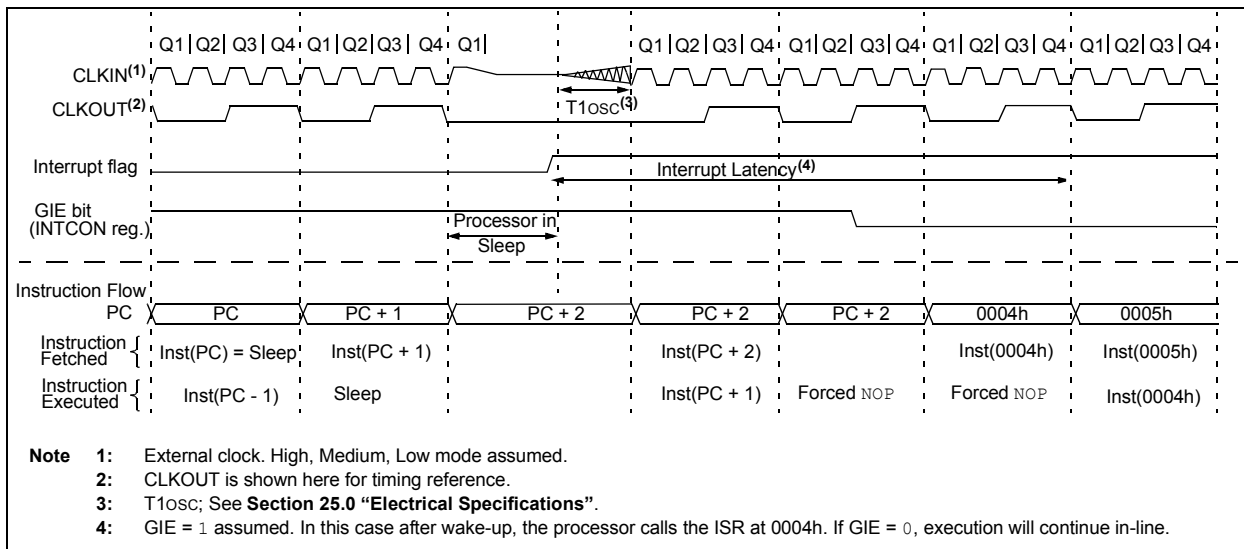 Q1| Q2| Q3| Q4 Q1| Q2| Q3| Q4 Q1| Q1| Q2| Q3| Q4 Q1| Q2| Q3| Q4 Q1| Q2| Q3| Q4 Q1| Q2| Q3| Q4
CLKIN(1)
T1OSC(3)
CLKOUT(2)
Interrupt flag
Interrupt Latency(4)
GIE bit
(INTCON reg.)
Processor in
Sleep
Instruction Flow
PC PC PC + 1 PC + 2 PC + 2 PC + 2 0004h 0005h
Instruction
Fetched { Inst(PC) = Sleep Inst(PC + 1) Inst(PC + 2) Inst(0004h) Inst(0005h)
Instruction
Executed { Inst(PC - 1) Sleep Inst(PC + 1) Forced NOP Forced NOP Inst(0004h)
Note 1: External clock. High, Medium, Low mode assumed.
2: CLKOUT is shown here for timing reference.
3: T1OSC; See Section 25.0 “Electrical Specifications”.
4: GIE = 1 assumed. In this case after wake-up, the processor calls the ISR at 0004h. If GIE = 0, execution will continue in-line.